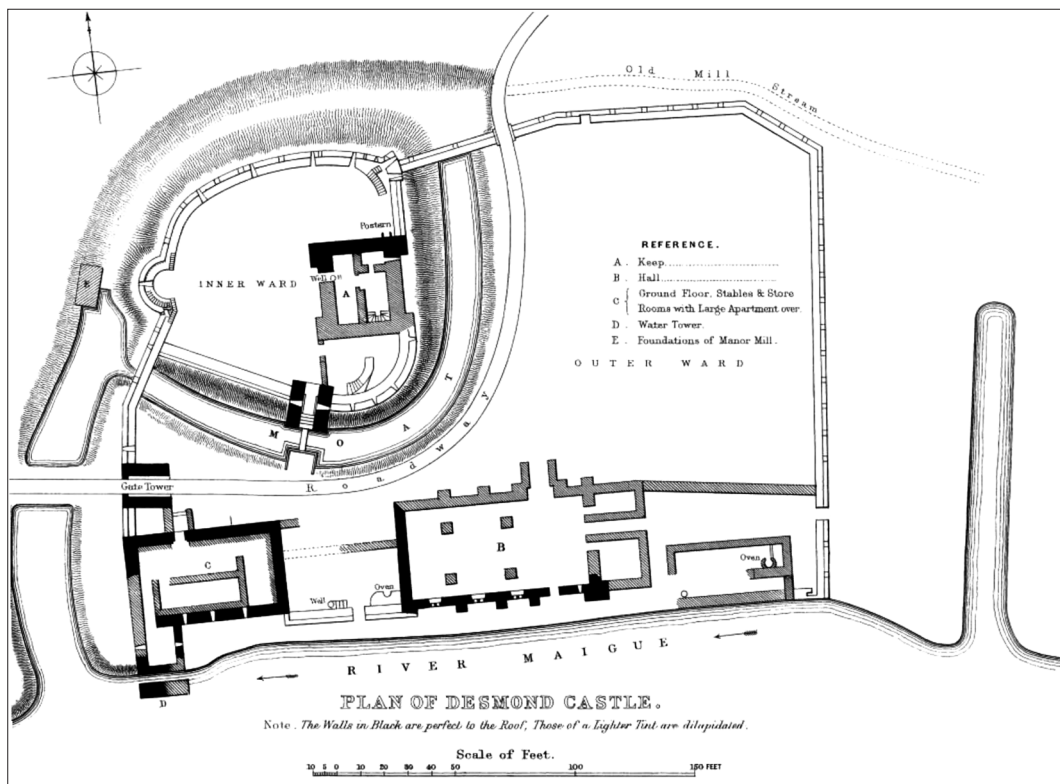 Old Mill Stream
Postern
Well
A
INNER WARD
E
REFERENCE.
A . Keep
B . Hall
C { Ground Floor, Stables & Store
Rooms with Large Apartment over.
D . Water Tower.
E . Foundations of Manor Mill .
OUTER WARD
MOAT
Roadway
Gate Tower
C
B
Oven
Oven
Well
RIVER MAIGUE
D
PLAN OF DESMOND CASTLE.
Note . The Walls in Black are perfect to the Roof, Those of a Lighter Tint are dilapidated .
Scale of Feet.
10 5 0 10 20 30 40 50 100 150 FEET